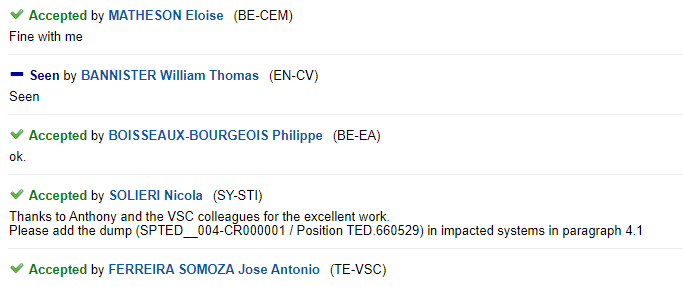 Accepted by MATHESON Eloise (BE-CEM)
Fine with me
Seen by BANNISTER William Thomas (EN-CV)
Seen
Accepted by BOISSEAUX-BOURGEOIS Philippe (BE-EA)
ok.
Accepted by SOLIERI Nicola (SY-STI)
Thanks to Anthony and the VSC colleagues for the excellent work.
Please add the dump (SPTED__004-CR000001 / Position TED.660529) in impacted systems in paragraph 4.1
Accepted by FERREIRA SOMOZA Jose Antonio (TE-VSC)